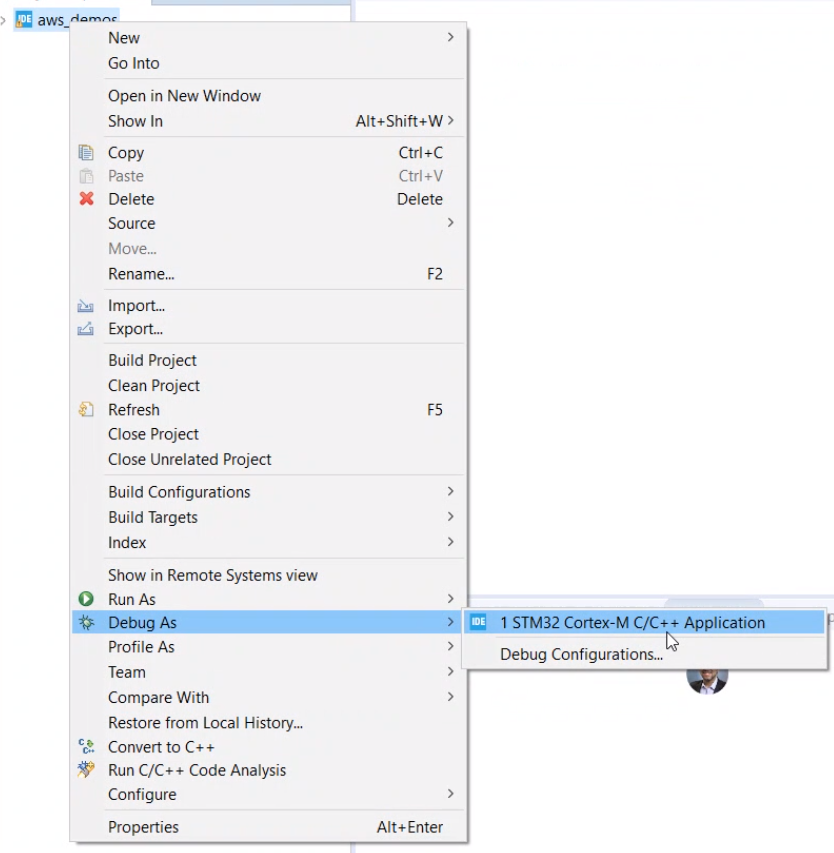 IDE aws_demos
New
Go Into
Open in New Window
Show In Alt+Shift+W
Copy Ctrl+C
Paste Ctrl+V
Delete Delete
Source
Move...
Rename... F2
Import...
Export...
Build Project
Clean Project
Refresh F5
Close Project
Close Unrelated Project
Build Configurations
Build Targets
Index
Show in Remote Systems view
Run As
Debug As
IDE 1 STM32 Cortex-M C/C++ Application
Debug Configurations...
Profile As
Team
Compare With
Restore from Local History...
Convert to C++
Run C/C++ Code Analysis
Configure
Properties Alt+Enter